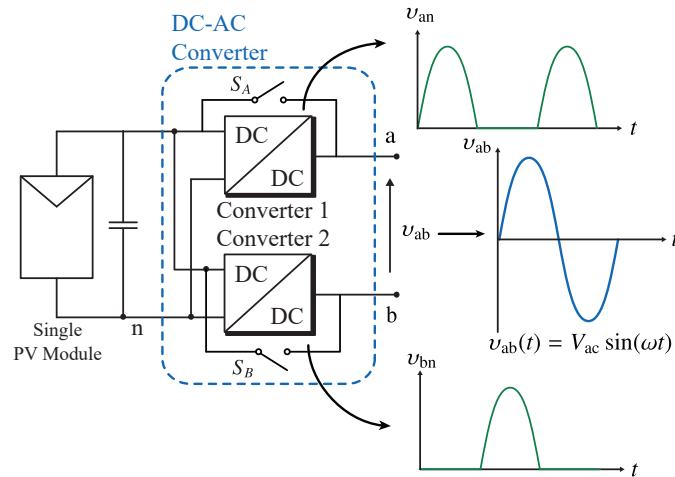 DC-AC
Converter
S_A
DC
DC
Converter 1
Converter 2
DC
DC
S_B
Single
PV Module
n
a
b
υ_ab
υ_an
t
υ_ab
t
υ_ab(t) = V_ac sin(ωt)
υ_bn
t